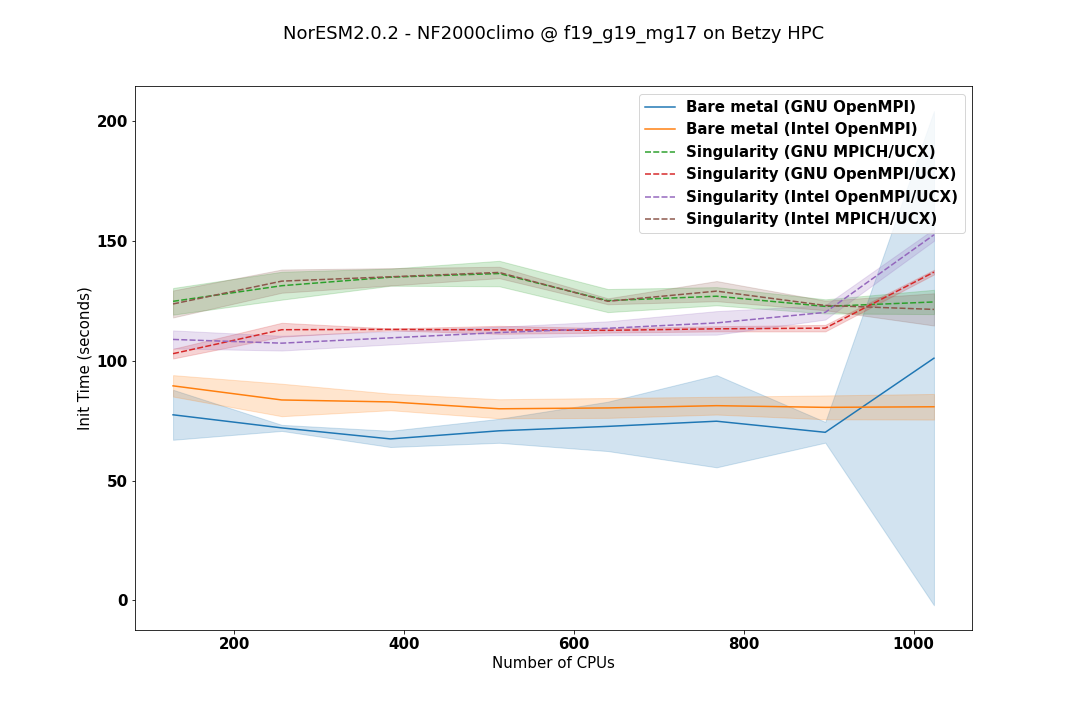 NorESM2.0.2 - NF2000climo @ f19_g19_mg17 on Betzy HPC
Bare metal (GNU OpenMPI)
Bare metal (Intel OpenMPI)
Singularity (GNU MPICH/UCX)
Singularity (GNU OpenMPI/UCX)
Singularity (Intel OpenMPI/UCX)
Singularity (Intel MPICH/UCX)
200
150
100
50
0
Init Time (seconds)
200 400 600 800 1000
Number of CPUs